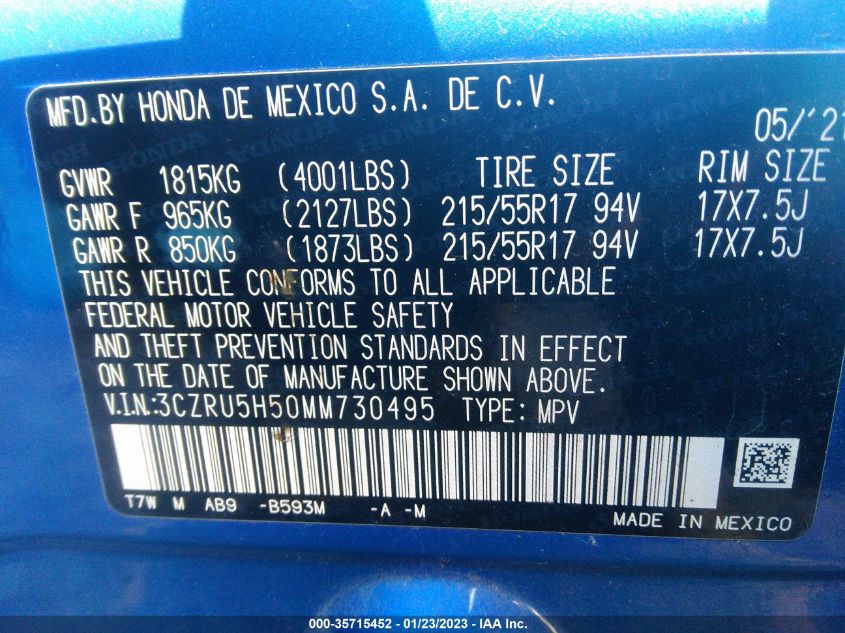 MFD.BY HONDA DE MEXICO S.A. DE C.V.
05/'21
GVWR 1815KG (4001LBS) TIRE SIZE RIM SIZE
GAWR F 965KG (2127LBS) 215/55R17 94V 17X7.5J
GAWR R 850KG (1873LBS) 215/55R17 94V 17X7.5J
THIS VEHICLE CONFORMS TO ALL APPLICABLE
FEDERAL MOTOR VEHICLE SAFETY
AND THEFT PREVENTION STANDARDS IN EFFECT
ON THE DATE OF MANUFACTURE SHOWN ABOVE.
V.I.N.:3CZRU5H50MM730495 TYPE: MPV
T7W M AB9 -B593M -A -M
MADE IN MEXICO
000-35715452 - 01/23/2023 - IAA Inc.